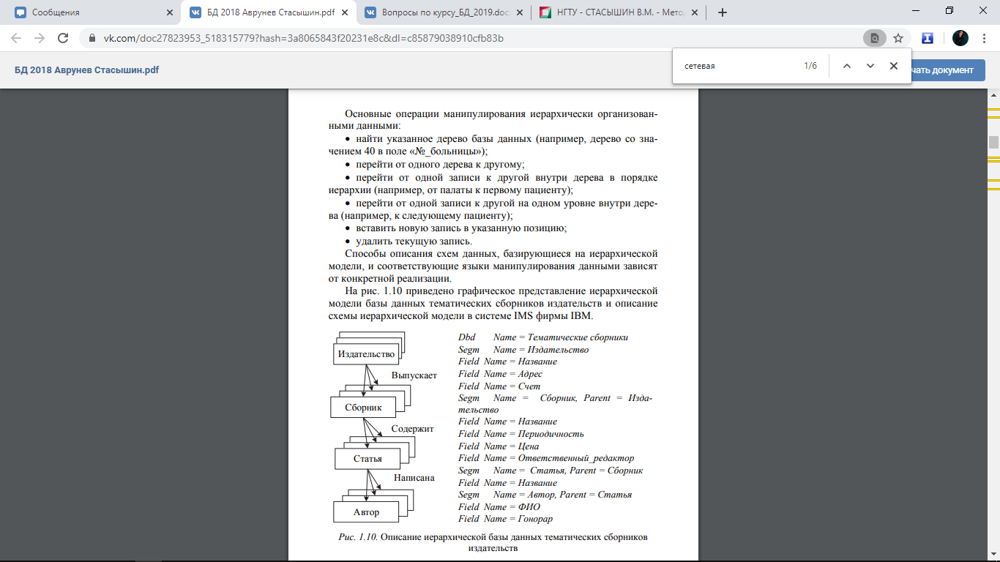 Сообщения
БД 2018 Аврунев Стасышин.pdf
Вопросы по курсу_БД_2019.doc
НГТУ - СТАСЫШИН В.М. - Мето
vk.com/doc27823953_518315779?hash=3a8065843f20231e8c&dl=c85879038910cfb83b
БД 2018 Аврунев Стасышин.pdf
сетевая
1/6
чать документ
Основные операции манипулирования иерархически организован-
ными данными:
• найти указанное дерево базы данных (например, дерево со зна-
чением 40 в поле «№_больницы»);
• перейти от одного дерева к другому;
• перейти от одной записи к другой внутри дерева в порядке
иерархии (например, от палаты к первому пациенту);
• перейти от одной записи к другой на одном уровне внутри дере-
ва (например, к следующему пациенту);
• вставить новую запись в указанную позицию;
• удалить текущую запись.
Способы описания схем данных, базирующиеся на иерархической
модели, и соответствующие языки манипулирования данными зависят
от конкретной реализации.
На рис. 1.10 приведено графическое представление иерархической
модели базы данных тематических сборников издательств и описание
схемы иерархической модели в системе IMS фирмы IBM.
Издательство
Выпускает
Сборник
Содержит
Статья
Написана
Автор
Dbd Name = Тематические сборники
Segm Name = Издательство
Field Name = Название
Field Name = Адрес
Field Name = Счет
Segm Name = Сборник, Parent = Изда-
тельство
Field Name = Название
Field Name = Периодичность
Field Name = Цена
Field Name = Ответственный_редактор
Segm Name = Статья, Parent = Сборник
Field Name = Название
Segm Name = Автор, Parent = Статья
Field Name = ФИО
Field Name = Гонорар
Рис. 1.10. Описание иерархической базы данных тематических сборников
издательств